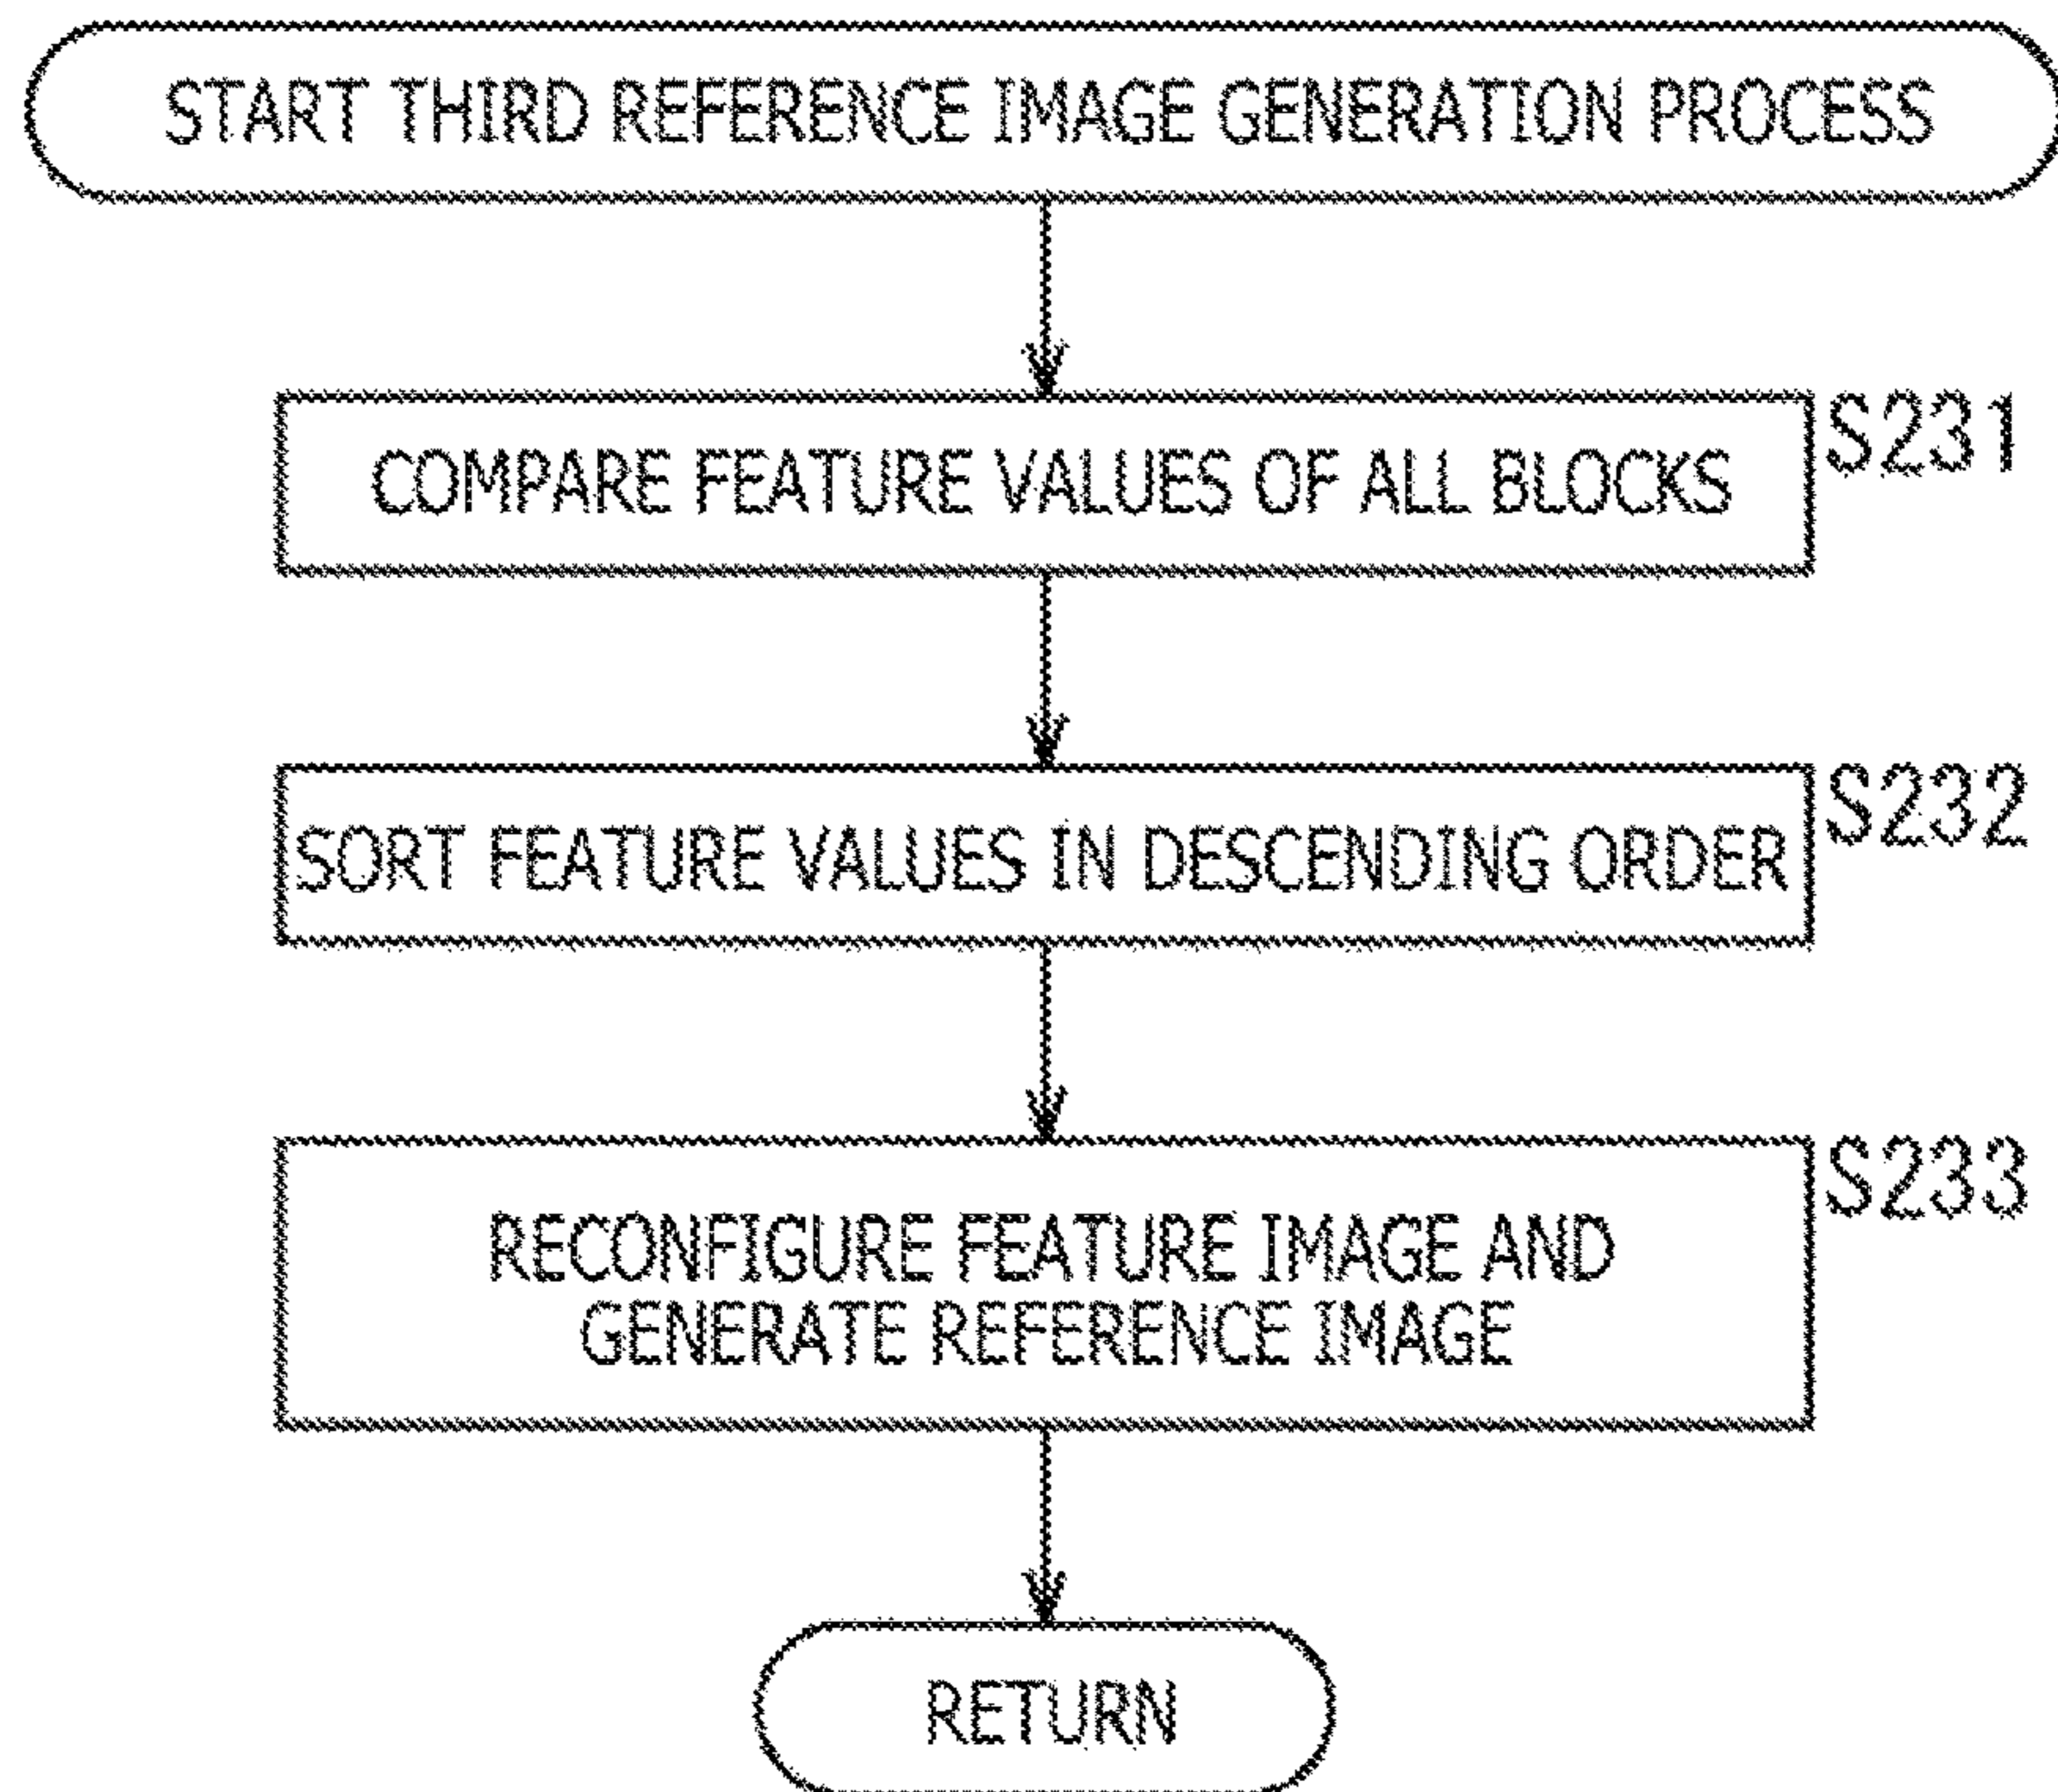 START THIRD REFERENCE IMAGE GENERATION PROCESS
COMPARE FEATURE VALUES OF ALL BLOCKS
S231
SORT FEATURE VALUES IN DESCENDING ORDER
S232
RECONFIGURE FEATURE IMAGE AND
GENERATE REFERENCE IMAGE
S233
RETURN